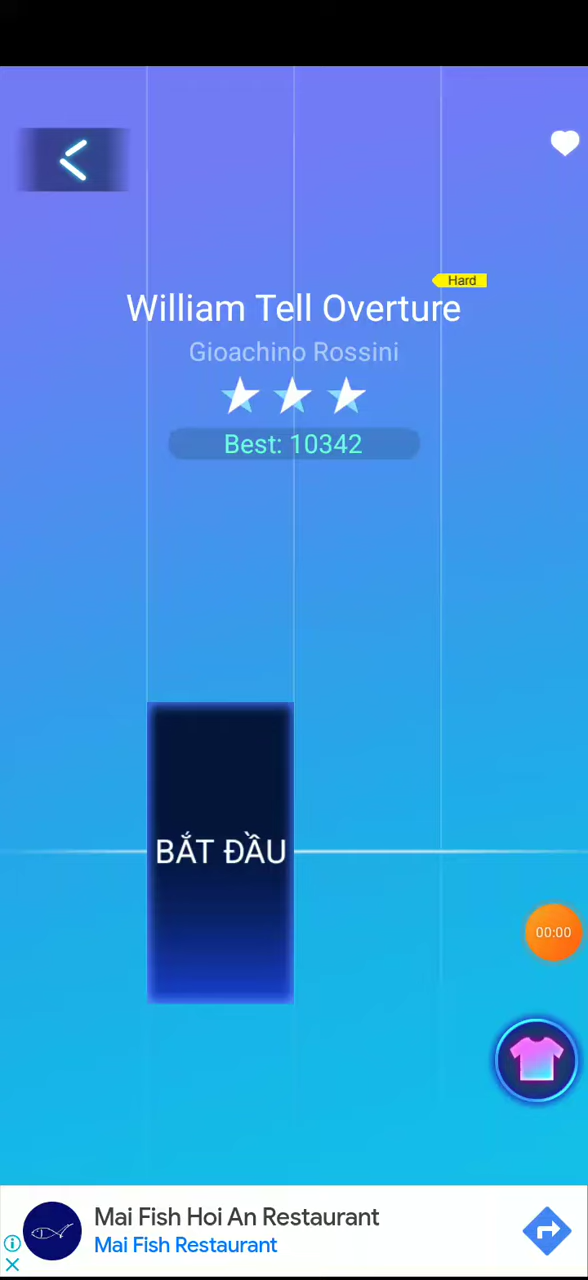 Hard
William Tell Overture
Gioachino Rossini
Best: 10342
BẮT ĐẦU
00:00
Mai Fish Hoi An Restaurant
Mai Fish Restaurant